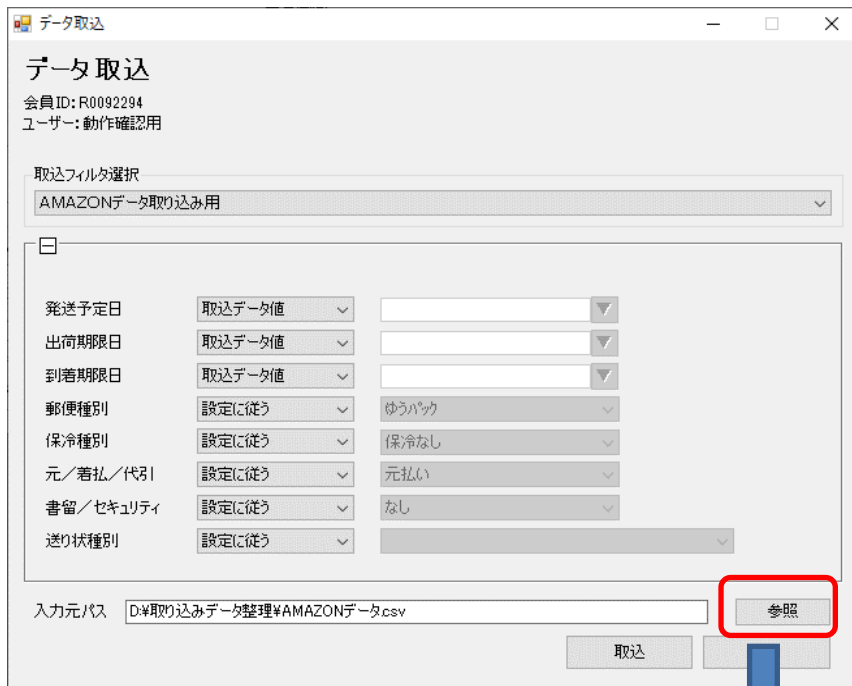 データ取込
データ取込
会員ID:R0092294
ユーザー:動作確認用
取込フィルタ選択
AMAZONデータ取り込み用
発送予定日 取込データ値
出荷期限日 取込データ値
到着期限日 取込データ値
郵便種別 設定に従う ゆうパック
保冷種別 設定に従う 保冷なし
元/着払/代引 設定に従う 元払い
書留/セキュリティ 設定に従う なし
送り状種別 設定に従う
入力元パス D:¥取り込みデータ整理¥AMAZONデータ.csv 参照
取込